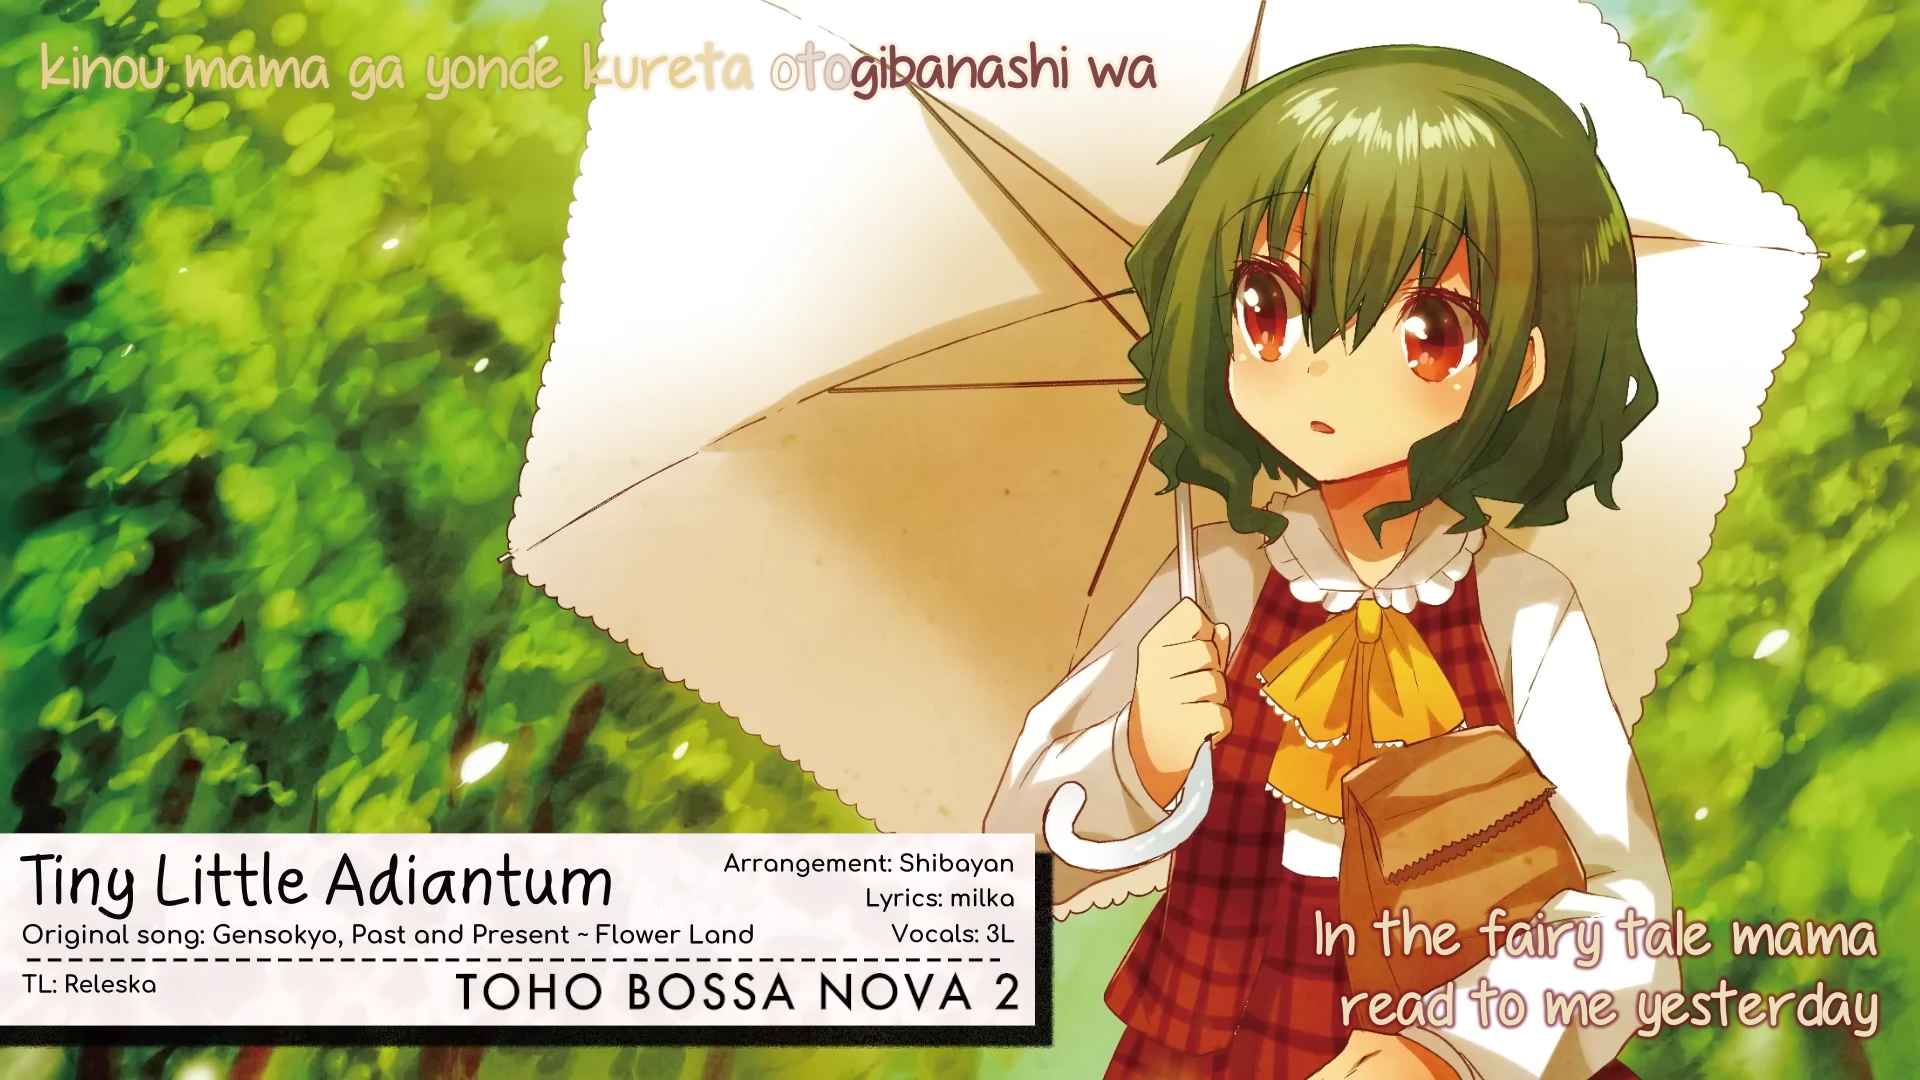 kinou mama ga yonde kureta otogibanashi wa
Tiny Little Adiantum
Original song: Gensokyo, Past and Present ~ Flower Land
Arrangement: Shibayan
Lyrics: milka
Vocals: 3L
TL: Releska
TOHO BOSSA NOVA 2
In the fairy tale mama
read to me yesterday